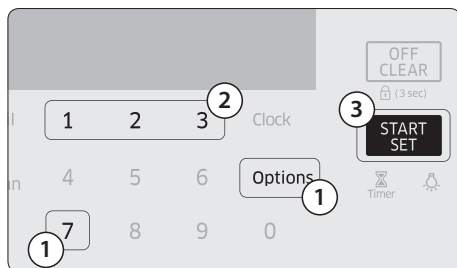 OFF
CLEAR
(3 sec)
2
3
l
1 2 3 Clock
START
SET
n
4 5 6 Options
Timer
1
7 8 9 0
1